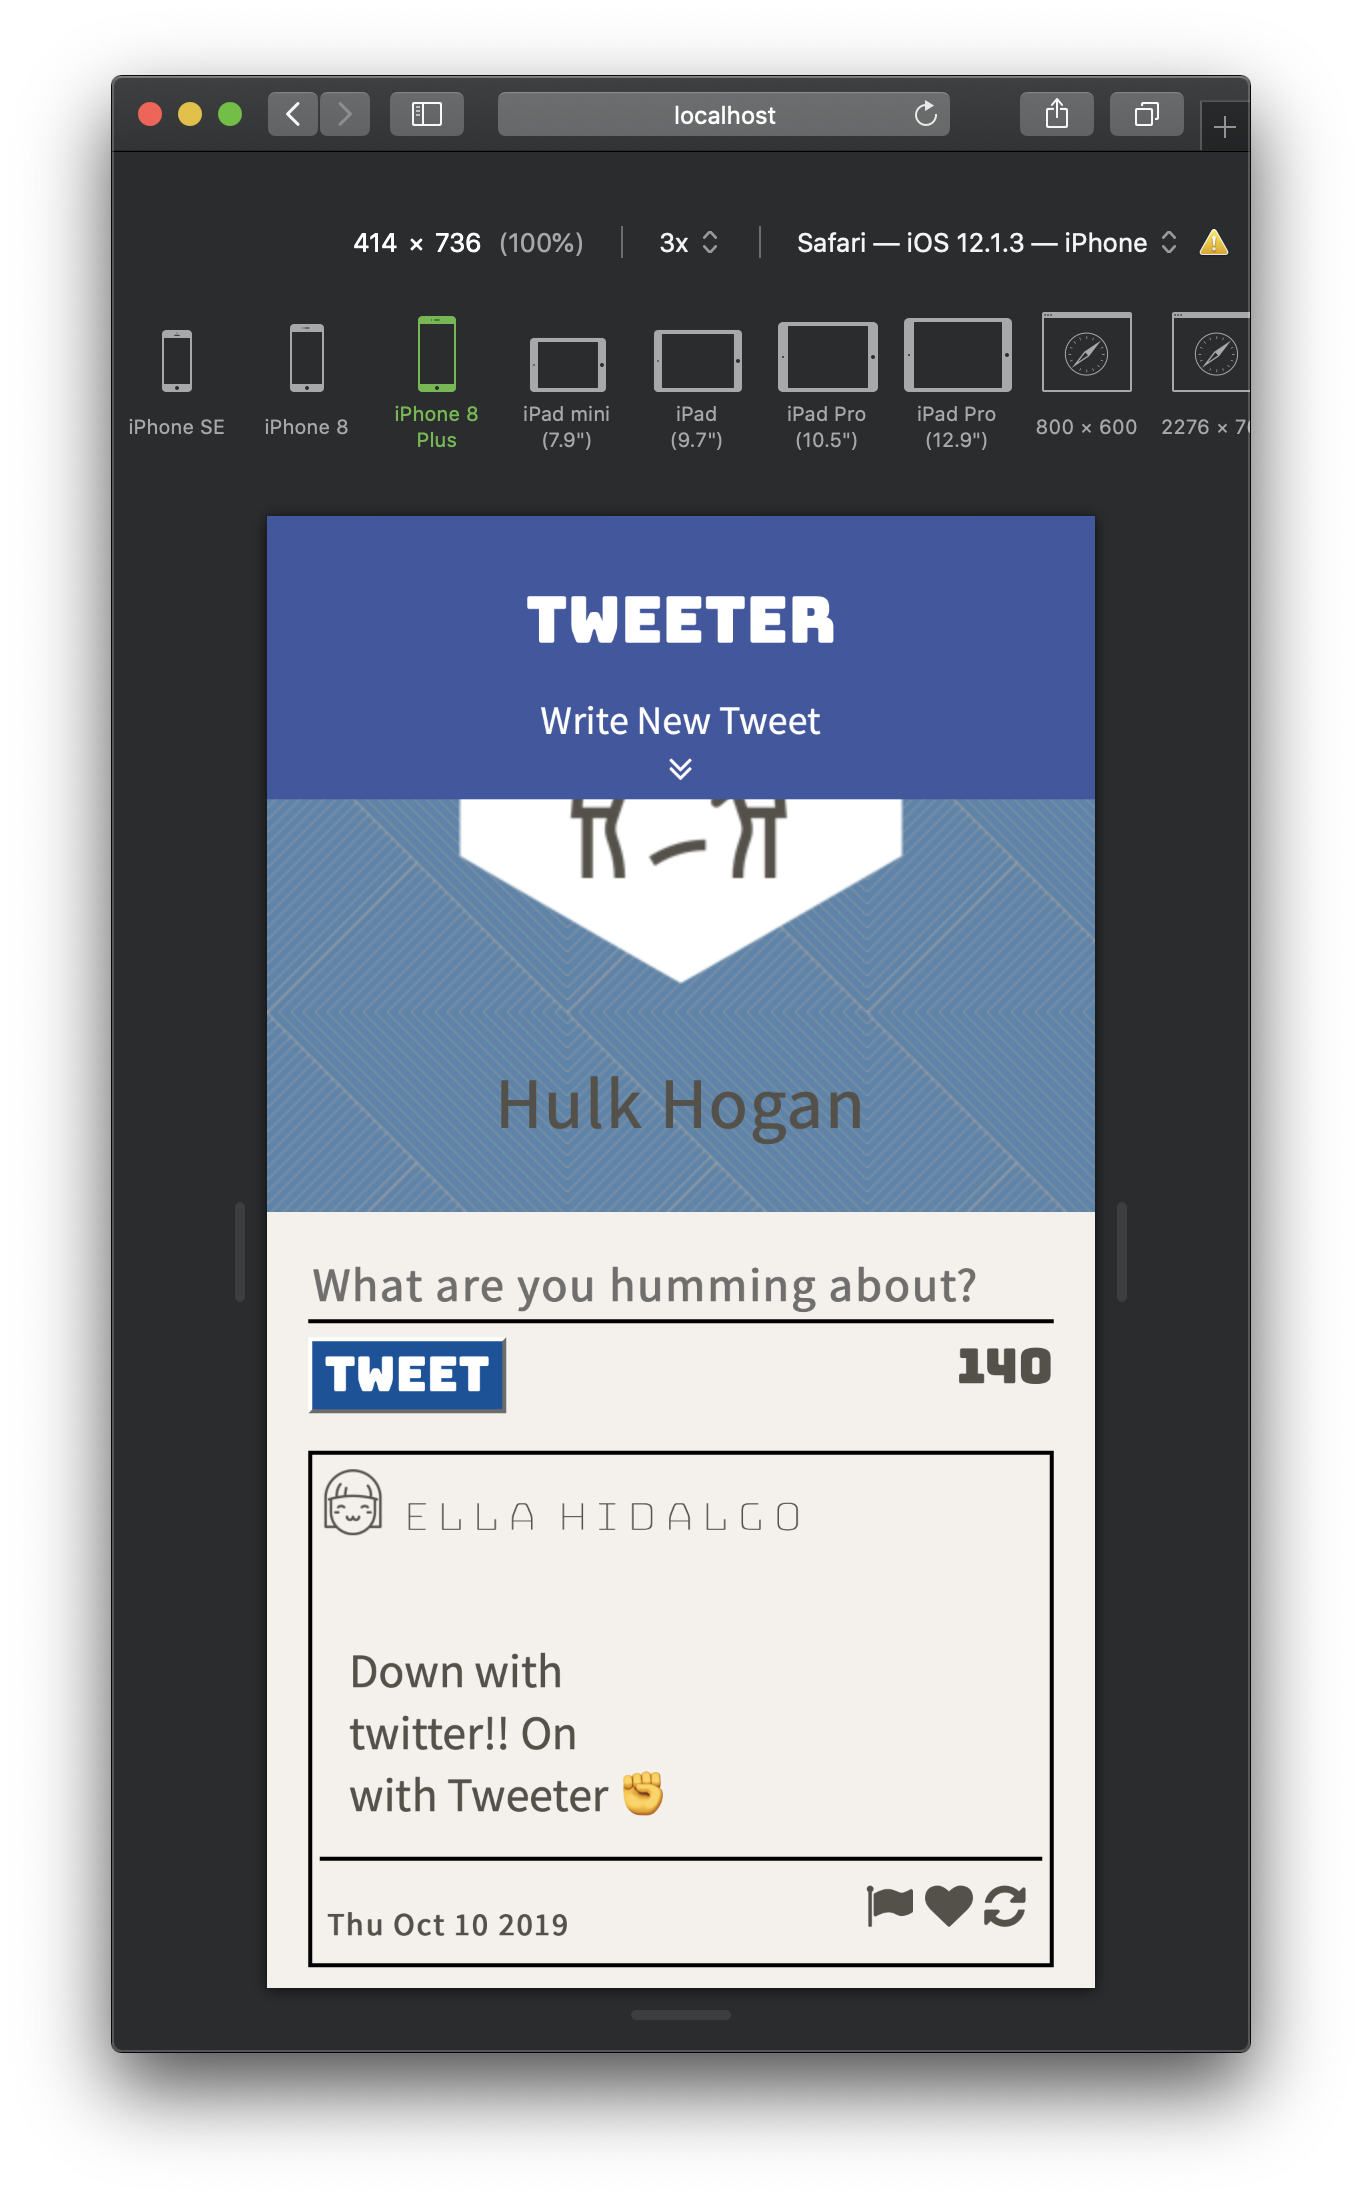 localhost
414 × 736 (100%) 3x Safari — iOS 12.1.3 — iPhone
iPhone SE
iPhone 8
iPhone 8
Plus
iPad mini
(7.9")
iPad
(9.7")
iPad Pro
(10.5")
iPad Pro
(12.9")
800 × 600
2276 ×
TWEETER
Write New Tweet
Hulk Hogan
What are you humming about?
TWEET
140
ELLA HIDALGO
Down with
twitter!! On
with Tweeter ✊
Thu Oct 10 2019